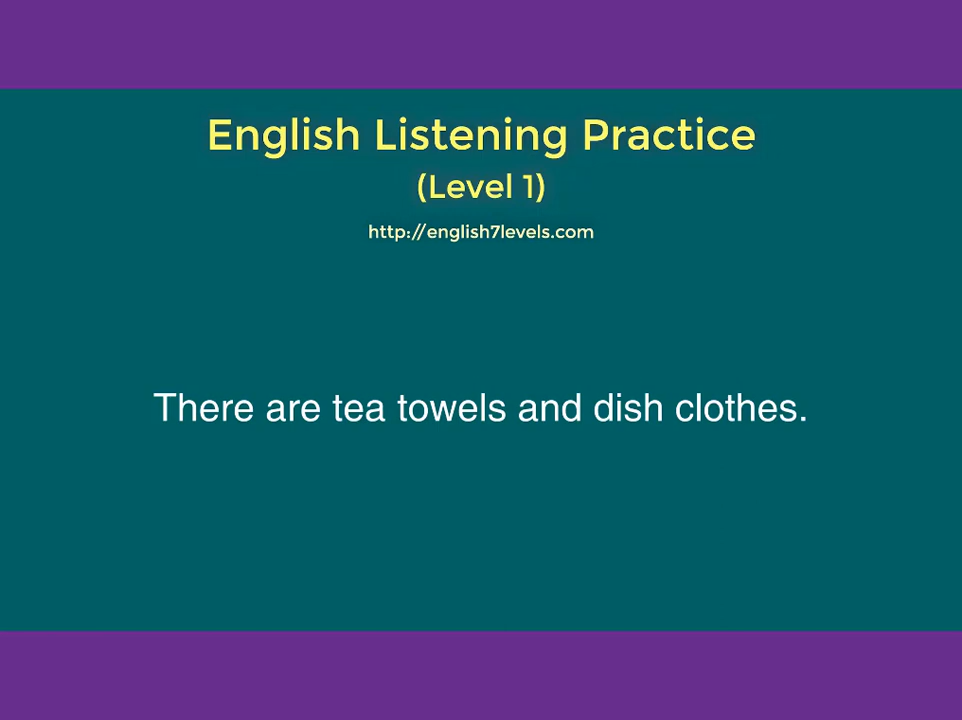 English Listening Practice
(Level 1)
http://english7levels.com
There are tea towels and dish clothes.